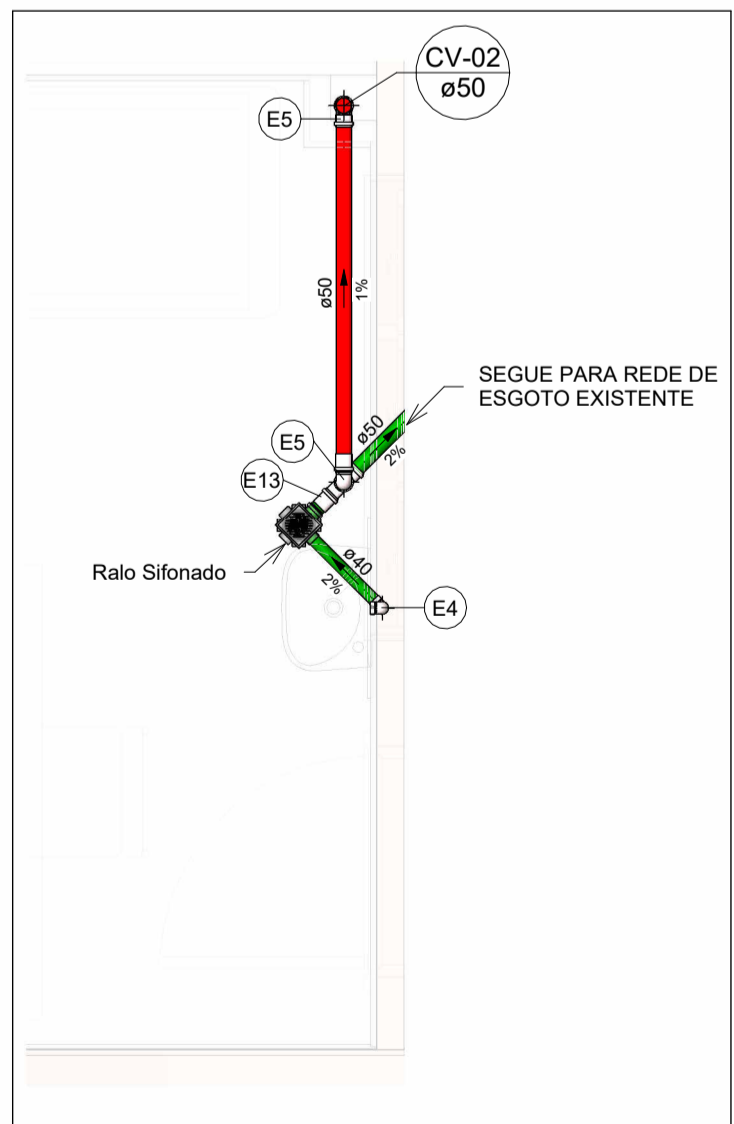 CV-02
ø50
E5
ø50
1%
SEGUE PARA REDE DE
ESGOTO EXISTENTE
ø50
2%
E5
E13
Ralo Sifonado
ø40
2%
E4